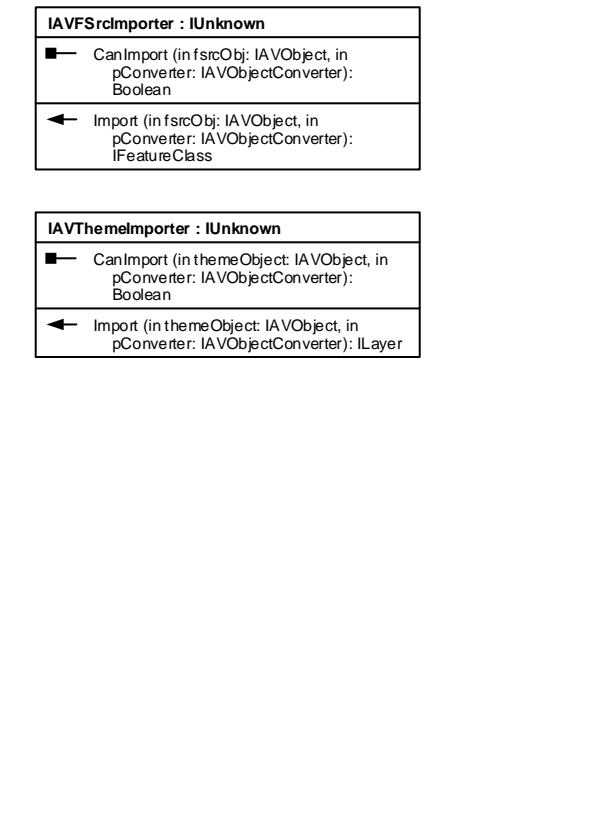 IAVFSrcImporter : IUnknown
CanImport (in fsrcObj: IAVObject, in
pConverter: IAVObjectConverter):
Boolean
Import (in fsrcObj: IAVObject, in
pConverter: IAVObjectConverter):
IFeatureClass
IAVThemeImporter : IUnknown
CanImport (in themeObject: IAVObject, in
pConverter: IAVObjectConverter):
Boolean
Import (in themeObject: IAVObject, in
pConverter: IAVObjectConverter): ILayer